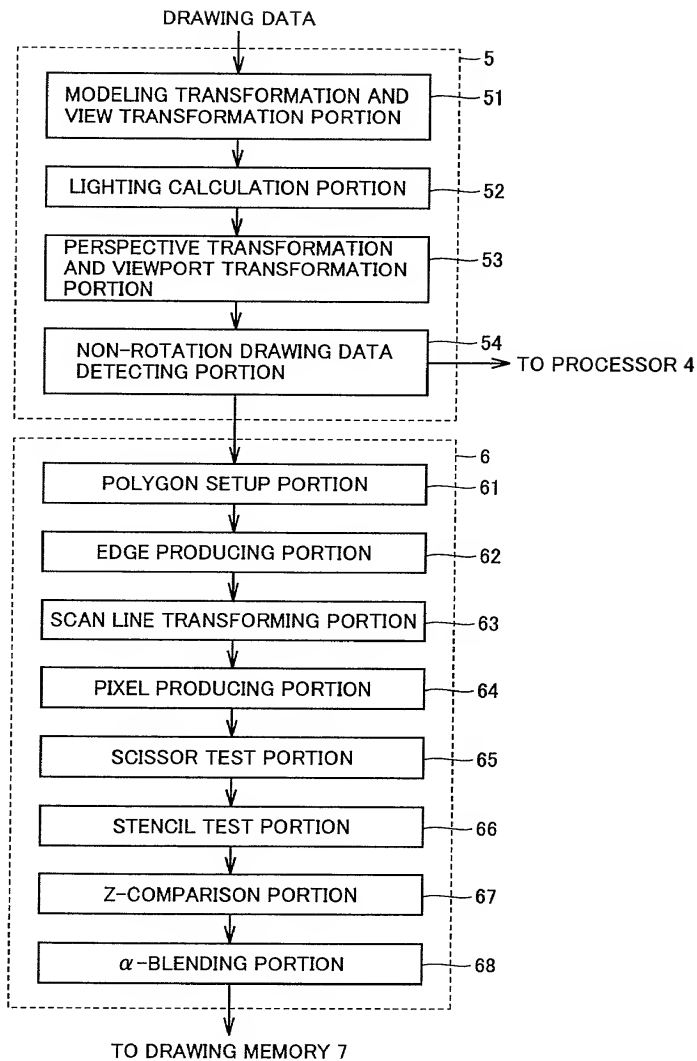 DRAWING DATA
5
MODELING TRANSFORMATION AND
VIEW TRANSFORMATION PORTION
51
LIGHTING CALCULATION PORTION
52
PERSPECTIVE TRANSFORMATION
AND VIEWPORT TRANSFORMATION
PORTION
53
NON-ROTATION DRAWING DATA
DETECTING PORTION
54
TO PROCESSOR 4
6
POLYGON SETUP PORTION
61
EDGE PRODUCING PORTION
62
SCAN LINE TRANSFORMING PORTION
63
PIXEL PRODUCING PORTION
64
SCISSOR TEST PORTION
65
STENCIL TEST PORTION
66
Z-COMPARISON PORTION
67
α-BLENDING PORTION
68
TO DRAWING MEMORY 7